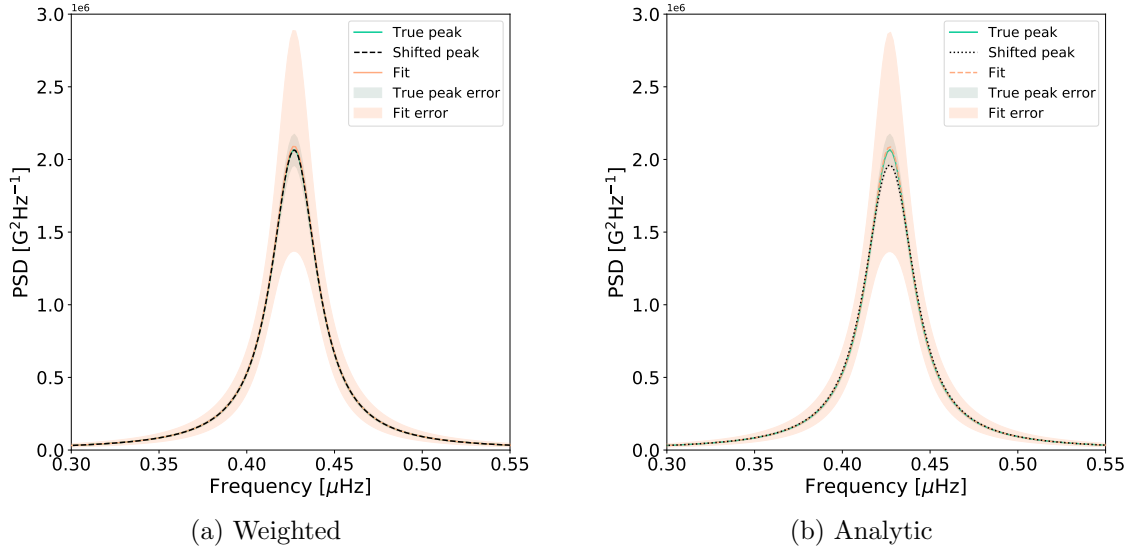 1e6
3.0
2.5
2.0
1.5
1.0
0.5
0.0
PSD [G²Hz⁻¹]
True peak
Shifted peak
Fit
True peak error
Fit error
0.30 0.35 0.40 0.45 0.50 0.55
Frequency [μHz]
(a) Weighted
1e6
3.0
2.5
2.0
1.5
1.0
0.5
0.0
PSD [G²Hz⁻¹]
True peak
Shifted peak
Fit
True peak error
Fit error
0.30 0.35 0.40 0.45 0.50 0.55
Frequency [μHz]
(b) Analytic